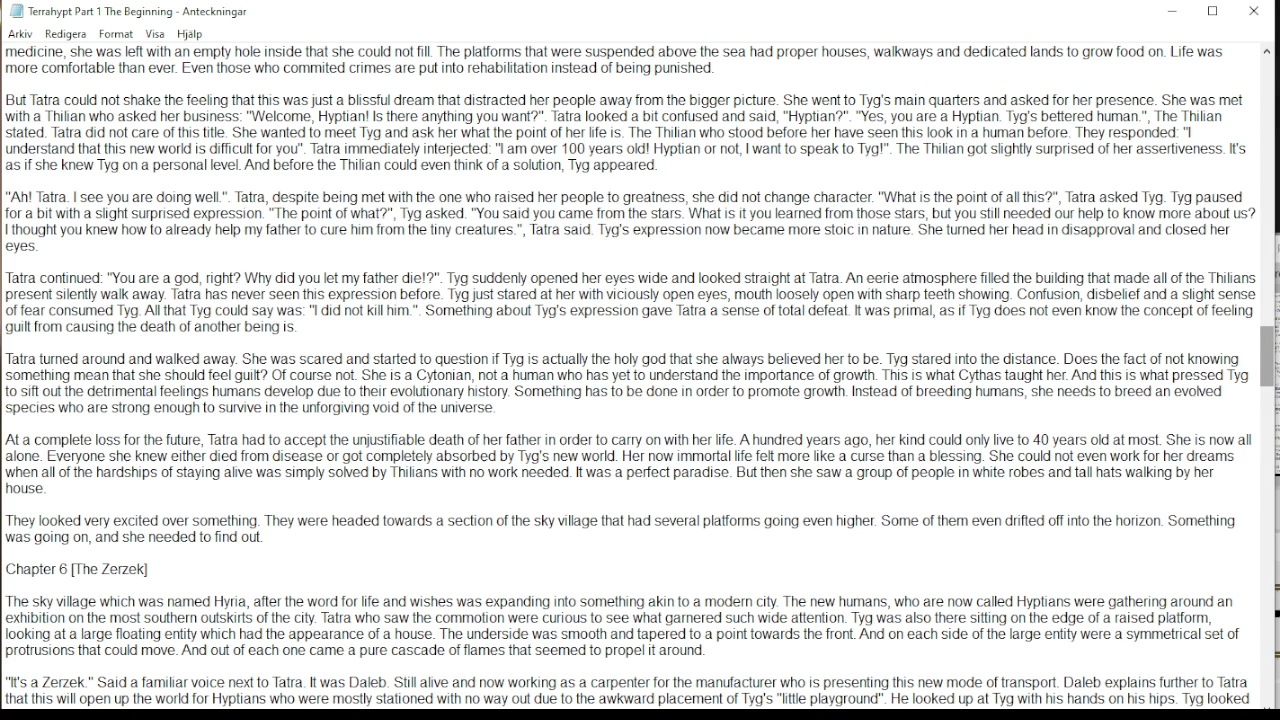 Terrahypt Part 1 The Beginning - Anteckningar
Arkiv Redigera Format Visa Hjälp
medicine, she was left with an empty hole inside that she could not fill. The platforms that were suspended above the sea had proper houses, walkways and dedicated lands to grow food on. Life was
more comfortable than ever. Even those who commited crimes are put into rehabilitation instead of being punished.
But Tatra could not shake the feeling that this was just a blissful dream that distracted her people away from the bigger picture. She went to Tyg's main quarters and asked for her presence. She was met
with a Thilian who asked her business: "Welcome, Hyptian! Is there anything you want?". Tatra looked a bit confused and said, "Hyptian?". "Yes, you are a Hyptian. Tyg's bettered human.", The Thilian
stated. Tatra did not care of this title. She wanted to meet Tyg and ask her what the point of her life is. The Thilian who stood before her have seen this look in a human before. They responded: "I
understand that this new world is difficult for you". Tatra immediately interjected: "I am over 100 years old! Hyptian or not, I want to speak to Tyg!". The Thilian got slightly surprised of her assertiveness. It's
as if she knew Tyg on a personal level. And before the Thilian could even think of a solution, Tyg appeared.
"Ah! Tatra. I see you are doing well.". Tatra, despite being met with the one who raised her people to greatness, she did not change character. "What is the point of all this?", Tatra asked Tyg. Tyg paused
for a bit with a slight surprised expression. "The point of what?", Tyg asked. "You said you came from the stars. What is it you learned from those stars, but you still needed our help to know more about us?
I thought you knew how to already help my father to cure him from the tiny creatures.", Tatra said. Tyg's expression now became more stoic in nature. She turned her head in disapproval and closed her
eyes.
Tatra continued: "You are a god, right? Why did you let my father die!?". Tyg suddenly opened her eyes wide and looked straight at Tatra. An eerie atmosphere filled the building that made all of the Thilians
present silently walk away. Tatra has never seen this expression before. Tyg just stared at her with viciously open eyes, mouth loosely open with sharp teeth showing. Confusion, disbelief and a slight sense
of fear consumed Tyg. All that Tyg could say was: "I did not kill him.". Something about Tyg's expression gave Tatra a sense of total defeat. It was primal, as if Tyg does not even know the concept of feeling
guilt from causing the death of another being is.
Tatra turned around and walked away. She was scared and started to question if Tyg is actually the holy god that she always believed her to be. Tyg stared into the distance. Does the fact of not knowing
something mean that she should feel guilt? Of course not. She is a Cytonian, not a human who has yet to understand the importance of growth. This is what Cythas taught her. And this is what pressed Tyg
to sift out the detrimental feelings humans develop due to their evolutionary history. Something has to be done in order to promote growth. Instead of breeding humans, she needs to breed an evolved
species who are strong enough to survive in the unforgiving void of the universe.
At a complete loss for the future, Tatra had to accept the unjustifiable death of her father in order to carry on with her life. A hundred years ago, her kind could only live to 40 years old at most. She is now all
alone. Everyone she knew either died from disease or got completely absorbed by Tyg's new world. Her now immortal life felt more like a curse than a blessing. She could not even work for her dreams
when all of the hardships of staying alive was simply solved by Thilians with no work needed. It was a perfect paradise. But then she saw a group of people in white robes and tall hats walking by her
house.
They looked very excited over something. They were headed towards a section of the sky village that had several platforms going even higher. Some of them even drifted off into the horizon. Something
was going on, and she needed to find out.
Chapter 6 [The Zerzek]
The sky village which was named Hyria, after the word for life and wishes was expanding into something akin to a modern city. The new humans, who are now called Hyptians were gathering around an
exhibition on the most southern outskirts of the city. Tatra who saw the commotion were curious to see what garnered such wide attention. Tyg was also there sitting on the edge of a raised platform,
looking at a large floating entity which had the appearance of a house. The underside was smooth and tapered to a point towards the front. And on each side of the large entity were a symmetrical set of
protrusions that could move. And out of each one came a pure cascade of flames that seemed to propel it around.
"It's a Zerzek." Said a familiar voice next to Tatra. It was Daleb. Still alive and now working as a carpenter for the manufacturer who is presenting this new mode of transport. Daleb explains further to Tatra
that this will open up the world for Hyptians who were mostly stationed with no way out due to the awkward placement of Tyg's "little playground". He looked up at Tyg with his hands on his hips. Tyg looked